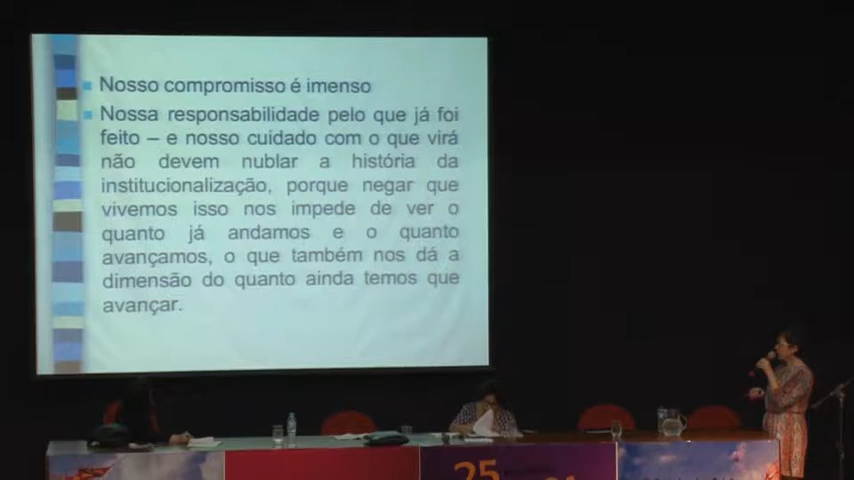 Nosso compromisso é imenso
Nossa responsabilidade pelo que já foi
feito – e nosso cuidado com o que virá
não devem nublar a história da
institucionalização, porque negar que
vivemos isso nos impede de ver o
quanto já andamos e o quanto
avançamos, o que também nos dá a
dimensão do quanto ainda temos que
avançar.
25